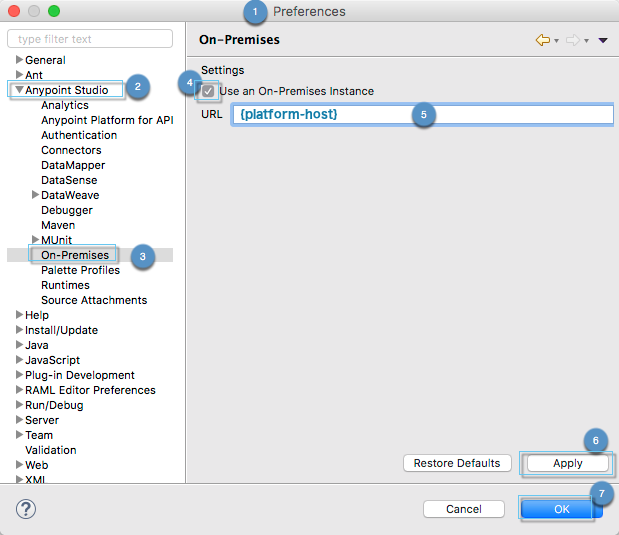 1 Preferences
type filter text
On-Premises
General
Ant
Anypoint Studio 2
Analytics
Anypoint Platform for API
Authentication
Connectors
DataMapper
DataSense
DataWeave
Debugger
Maven
MUnit
On-Premises 3
Palette Profiles
Runtimes
Source Attachments
Help
Install/Update
Java
JavaScript
Plug-in Development
RAML Editor Preferences
Run/Debug
Server
Team
Validation
Web
XML
Settings
4 Use an On-Premises Instance
URL {platform-host} 5
6
Restore Defaults Apply
7
? Cancel OK